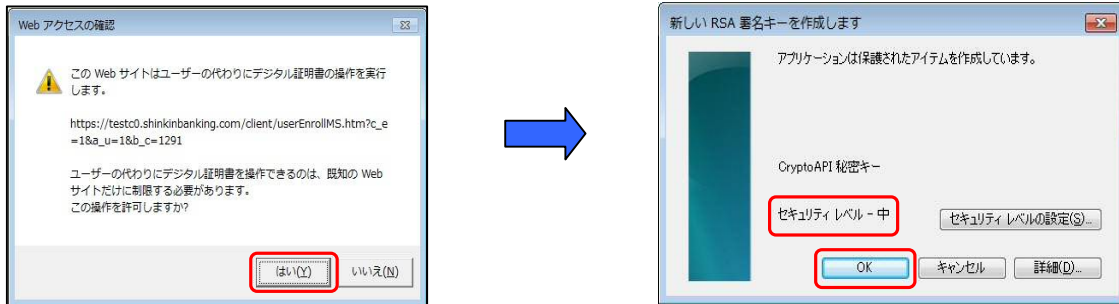 Web アクセスの確認
この Web サイトはユーザーの代わりにデジタル証明書の操作を実行
します。
https://testc0.shinkinbanking.com/client/userEnrollMS.htm?c_e
=1&a_u=1&b_c=1291
ユーザーの代わりにデジタル証明書を操作できるのは、既知の Web
サイトだけに制限する必要があります。
この操作を許可しますか?
はい(Y)
いいえ(N)
新しい RSA 署名キーを作成します
アプリケーションは保護されたアイテムを作成しています。
CryptoAPI 秘密キー
セキュリティ レベル - 中
セキュリティ レベルの設定(S)...
OK
キャンセル
詳細(D)...